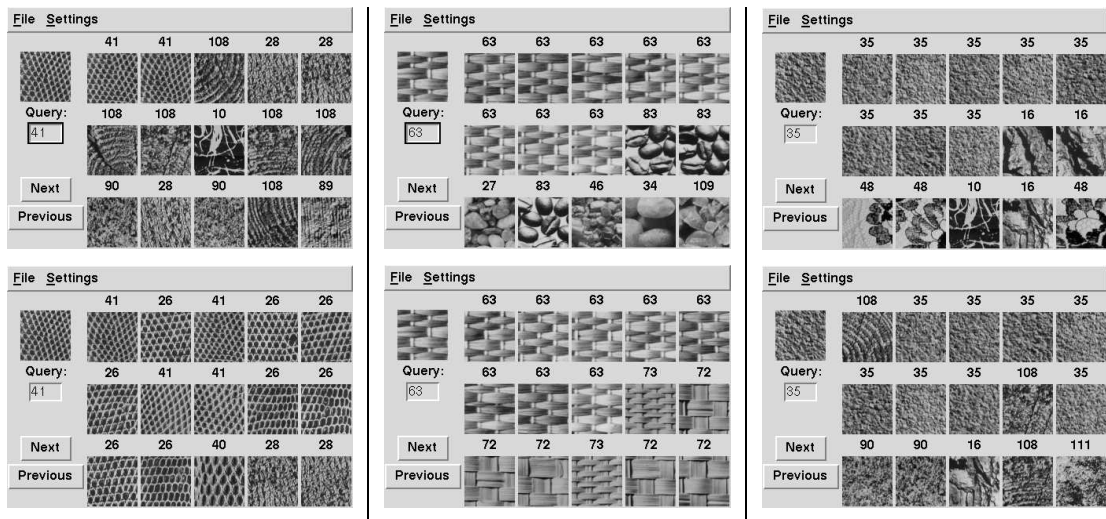 File Settings
41 41 108 28 28
Query:
41
108 108 10 108 108
Next
90 28 90 108 89
Previous
File Settings
63 63 63 63 63
Query:
63
63 63 63 83 83
Next
27 83 46 34 109
Previous
File Settings
35 35 35 35 35
Query:
35
35 35 35 16 16
Next
48 48 10 16 48
Previous
File Settings
41 26 41 26 26
Query:
41
26 41 41 26 26
Next
26 26 40 28 28
Previous
File Settings
63 63 63 63 63
Query:
63
63 63 63 73 72
Next
72 72 73 72 72
Previous
File Settings
108 35 35 35 35
Query:
35
35 35 35 108 35
Next
90 90 16 108 111
Previous